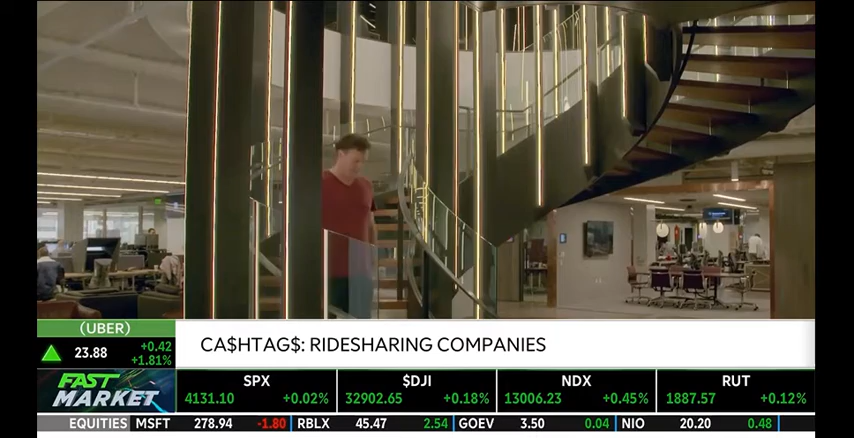 (UBER)
23.88 +0.42
+1.81%
CA$HTAG$: RIDESHARING COMPANIES
FAST
MARKET
SPX $DJI NDX RUT
4131.10 +0.02% 32902.65 +0.18% 13006.23 +0.45% 1887.57 +0.12%
EQUITIES MSFT 278.94 -1.80 RBLX 45.47 2.54 GOEV 3.50 0.04 NIO 20.20 0.48